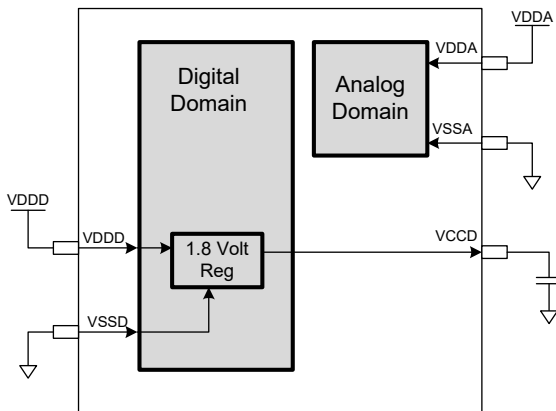 VDDA
VDDA
Digital
Domain
Analog
Domain
VSSA
VDDD
VDDD
1.8 Volt
Reg
VCCD
VSSD